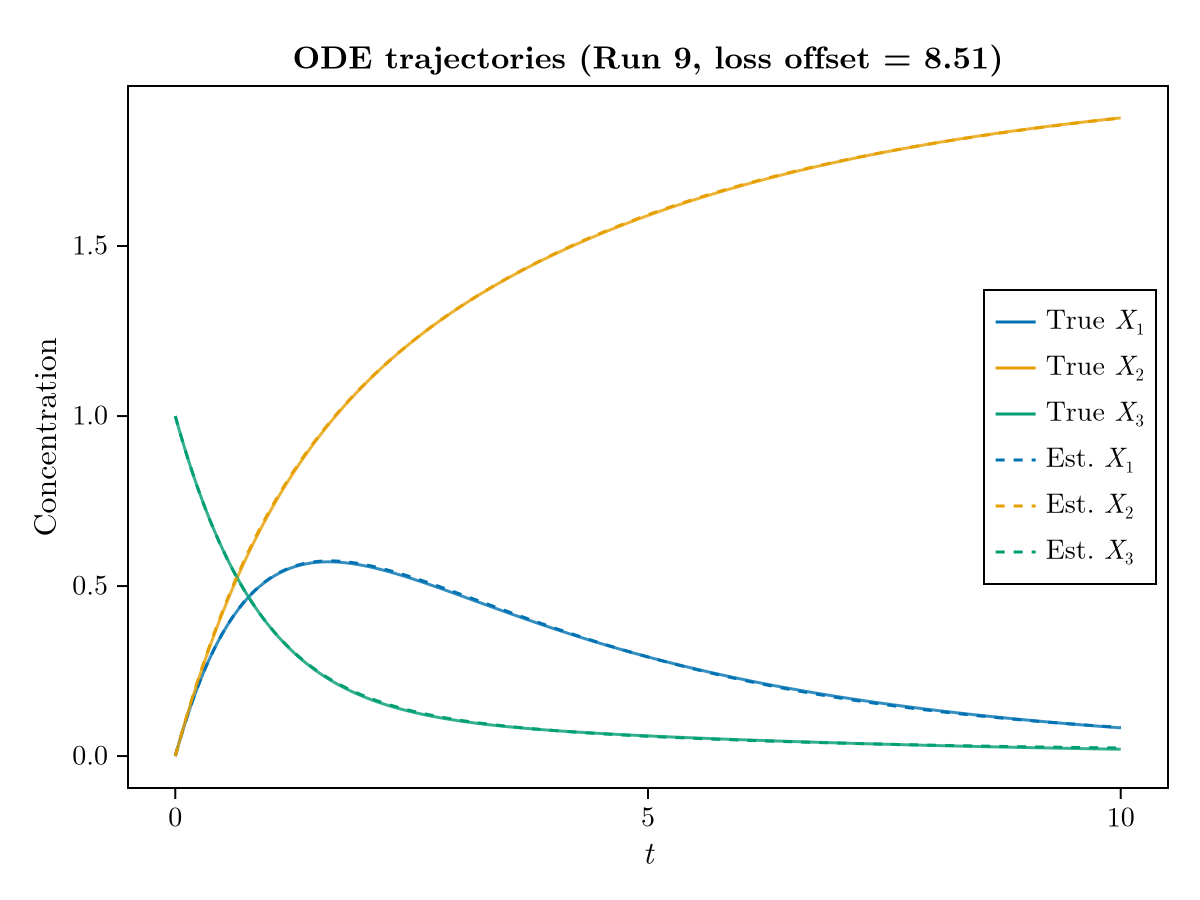 ODE trajectories (Run 9, loss offset = 8.51)
Concentration
1.5
1.0
0.5
0.0
0 5 10
t
True X₁
True X₂
True X₃
Est. X₁
Est. X₂
Est. X₃